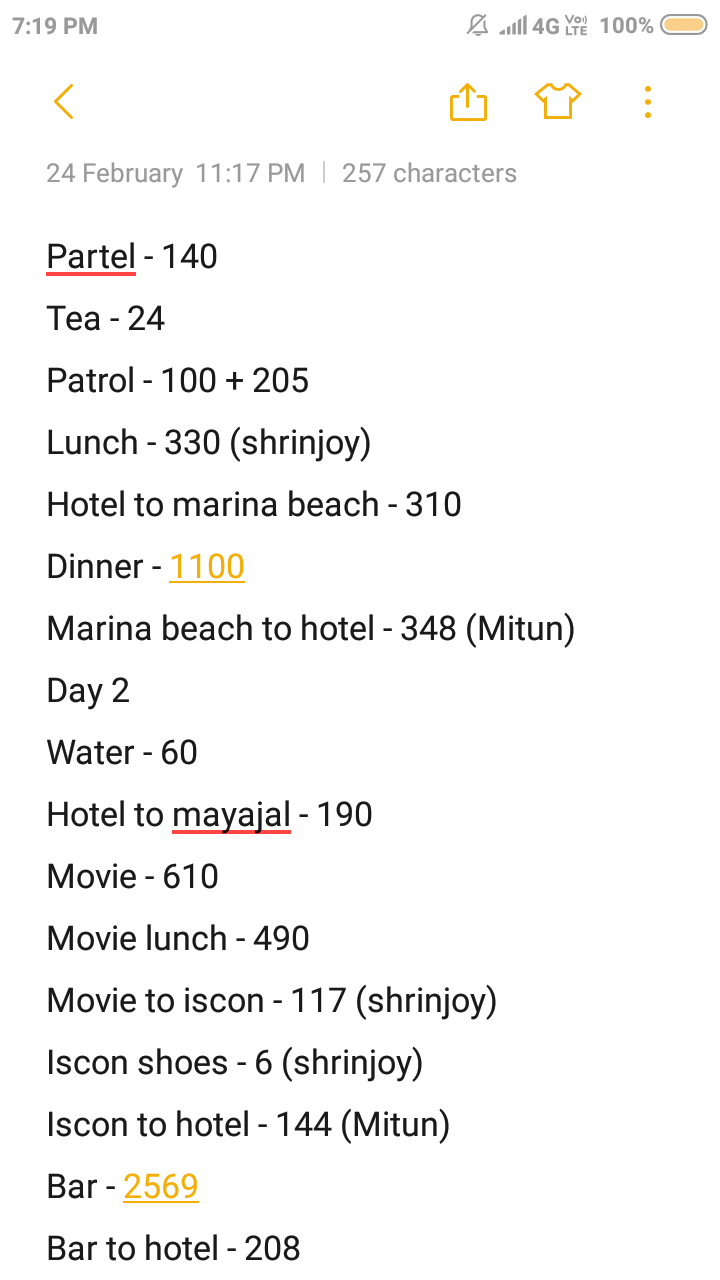 7:19 PM 4G Vo)) LTE 100%
24 February 11:17 PM | 257 characters
Partel - 140
Tea - 24
Patrol - 100 + 205
Lunch - 330 (shrinjoy)
Hotel to marina beach - 310
Dinner - 1100
Marina beach to hotel - 348 (Mitun)
Day 2
Water - 60
Hotel to mayajal - 190
Movie - 610
Movie lunch - 490
Movie to iscon - 117 (shrinjoy)
Iscon shoes - 6 (shrinjoy)
Iscon to hotel - 144 (Mitun)
Bar - 2569
Bar to hotel - 208